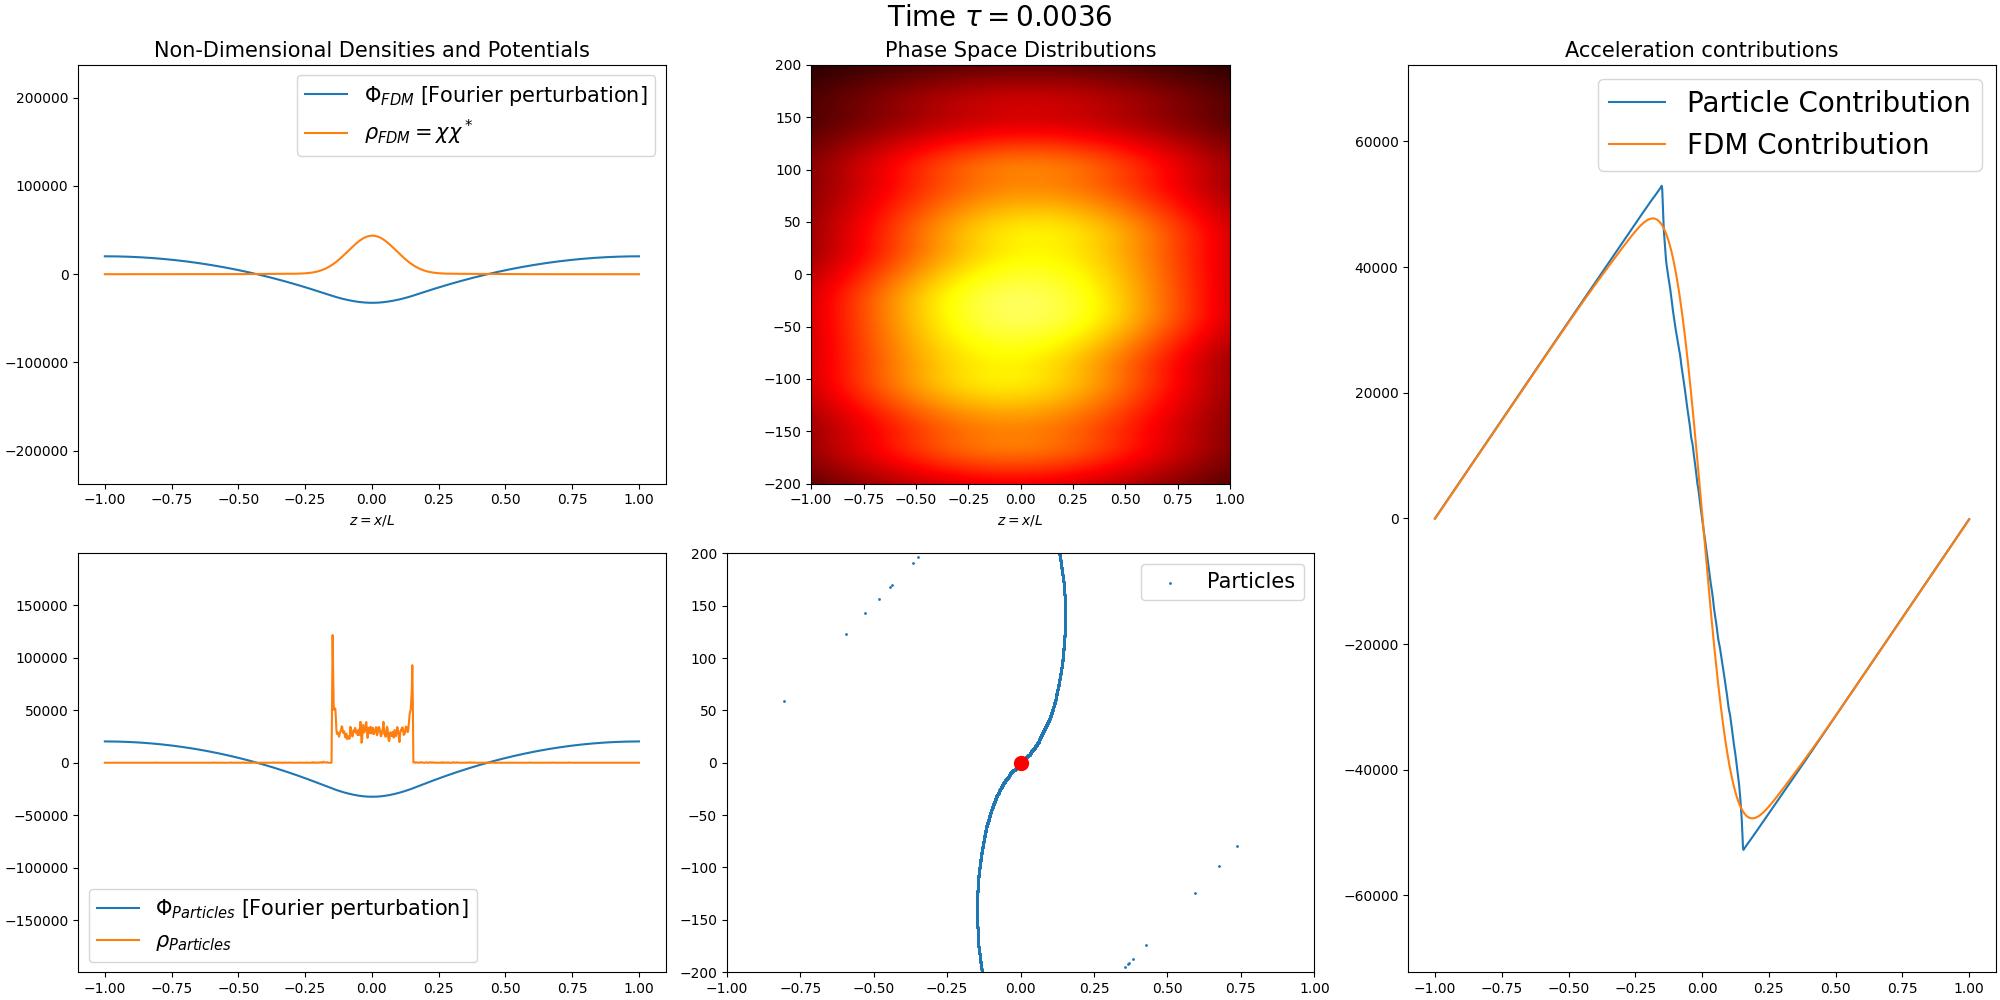 Time τ = 0.0036
Non-Dimensional Densities and Potentials
Φ_FDM [Fourier perturbation]
ρ_FDM = χχ*
200000
100000
0
−100000
−200000
−1.00 −0.75 −0.50 −0.25 0.00 0.25 0.50 0.75 1.00
z = x/L
Phase Space Distributions
200
150
100
50
0
−50
−100
−150
−200
−1.00 −0.75 −0.50 −0.25 0.00 0.25 0.50 0.75 1.00
z = x/L
Acceleration contributions
Particle Contribution
FDM Contribution
60000
40000
20000
0
−20000
−40000
−60000
−1.00 −0.75 −0.50 −0.25 0.00 0.25 0.50 0.75 1.00
150000
100000
50000
0
−50000
−100000
−150000
Φ_Particles [Fourier perturbation]
ρ_Particles
−1.00 −0.75 −0.50 −0.25 0.00 0.25 0.50 0.75 1.00
Particles
200
150
100
50
0
−50
−100
−150
−200
−1.00 −0.75 −0.50 −0.25 0.00 0.25 0.50 0.75 1.00